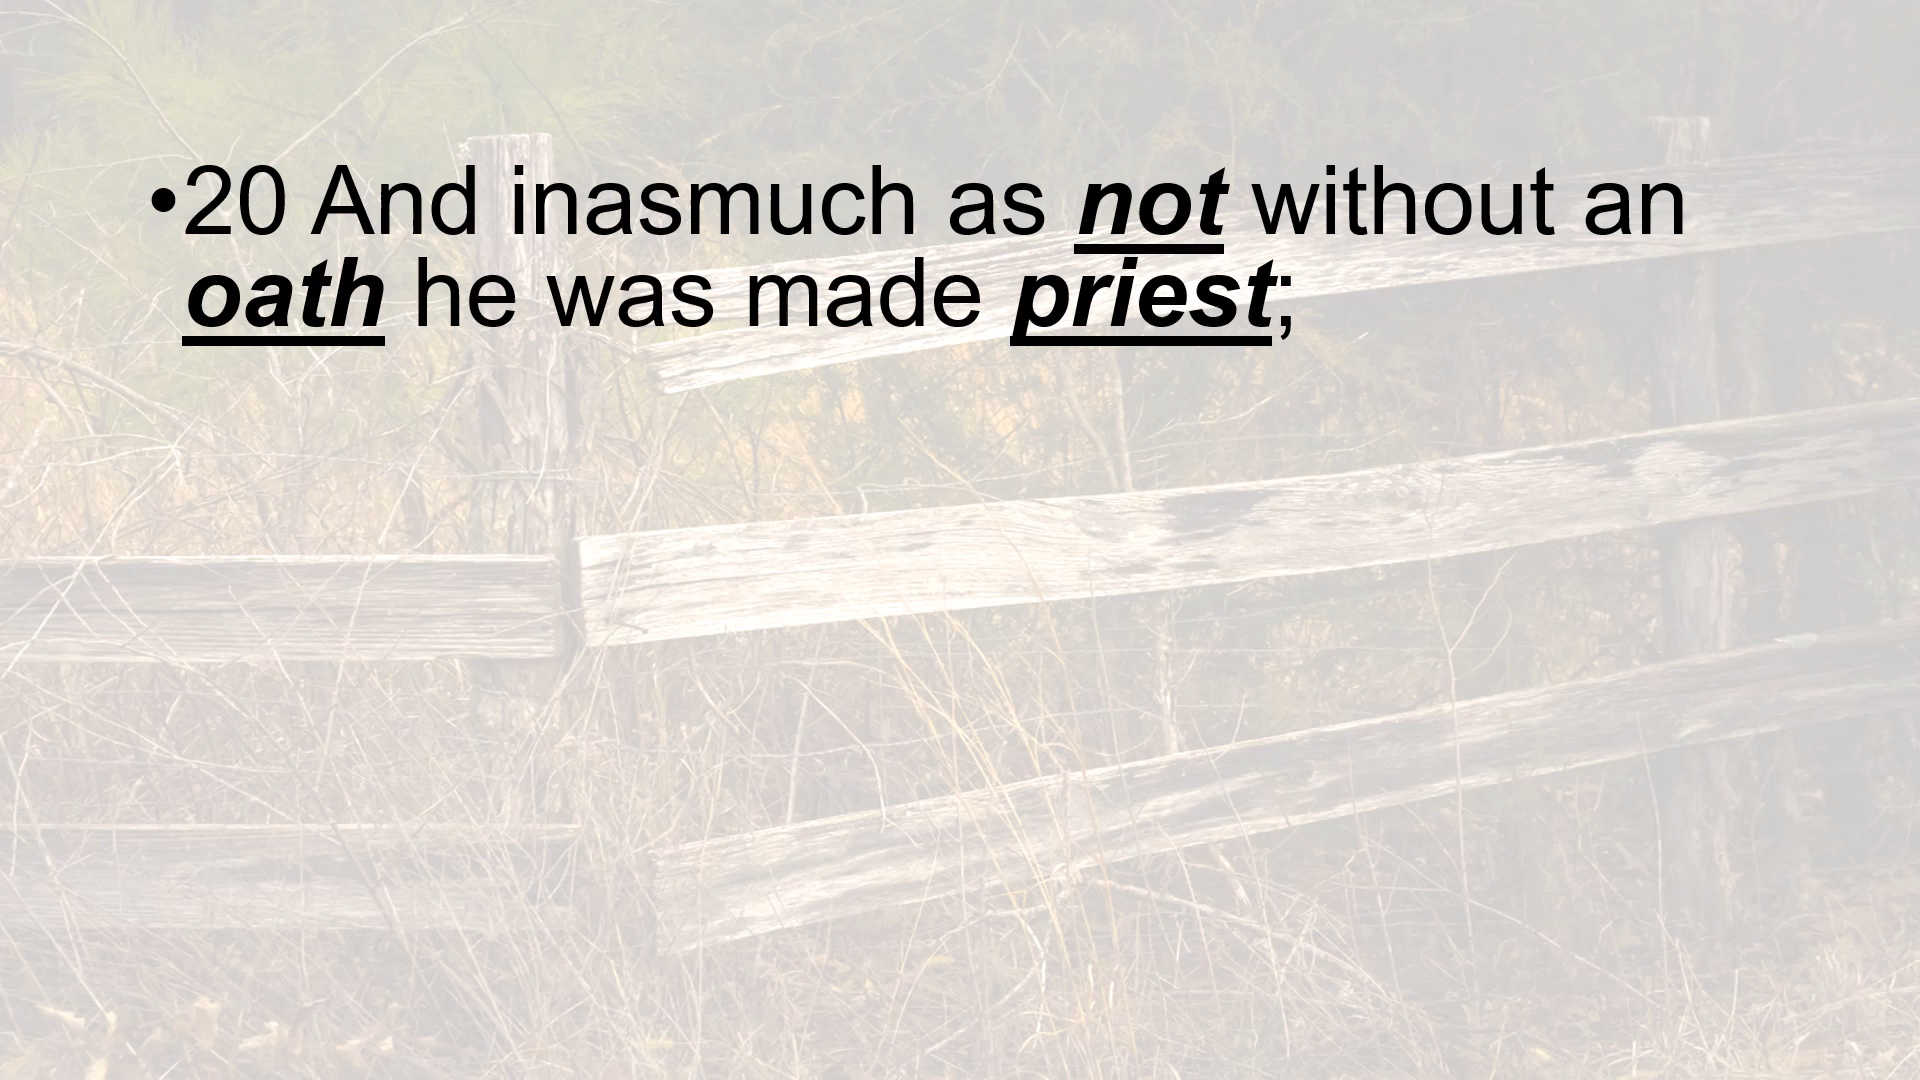 •20 And inasmuch as not without an
oath he was made priest;